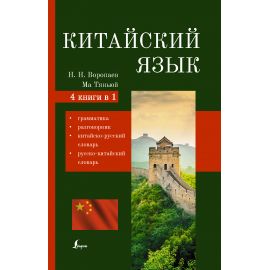 КИТАЙСКИЙ
ЯЗЫК
Н. Н. Воропаев
Ма Тяньюй
4 книги в 1
• грамматика
• разговорник
• китайско-русский
словарь
• русско-китайский
словарь